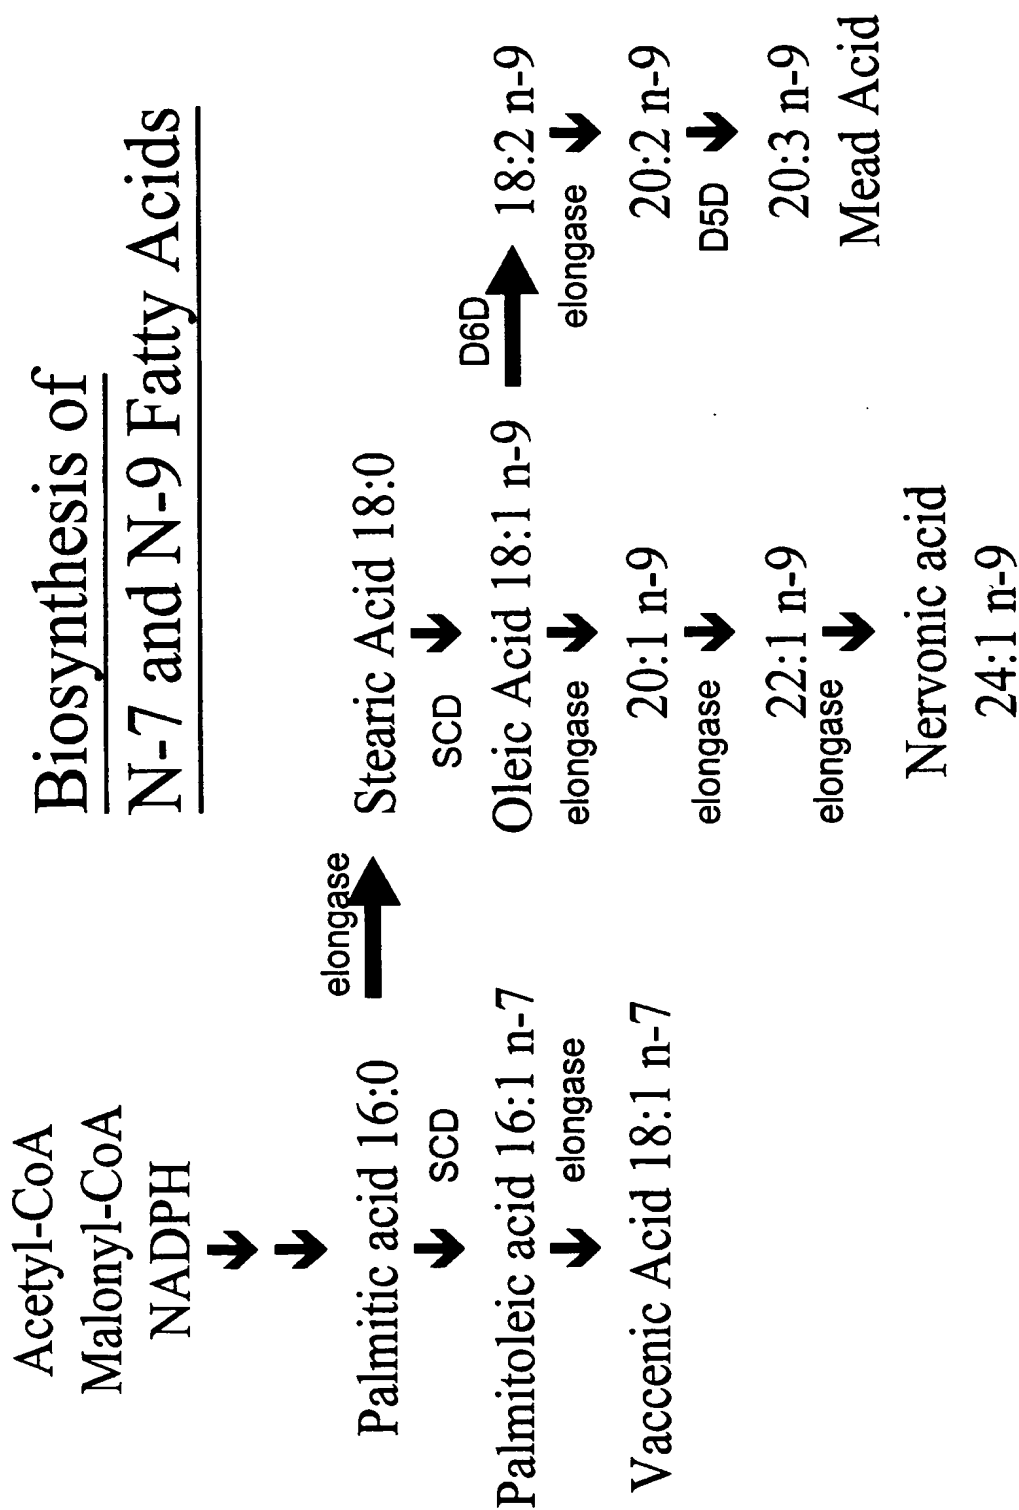 Biosynthesis of
N-7 and N-9 Fatty Acids
Acetyl-CoA
Malonyl-CoA
NADPH
Palmitic acid 16:0
elongase
Stearic Acid 18:0
SCD
SCD
Palmitoleic acid 16:1 n-7
Oleic Acid 18:1 n-9
D6D
18:2 n-9
elongase
elongase
elongase
Vaccenic Acid 18:1 n-7
20:1 n-9
20:2 n-9
elongase
D5D
22:1 n-9
20:3 n-9
elongase
Mead Acid
Nervonic acid
24:1 n-9